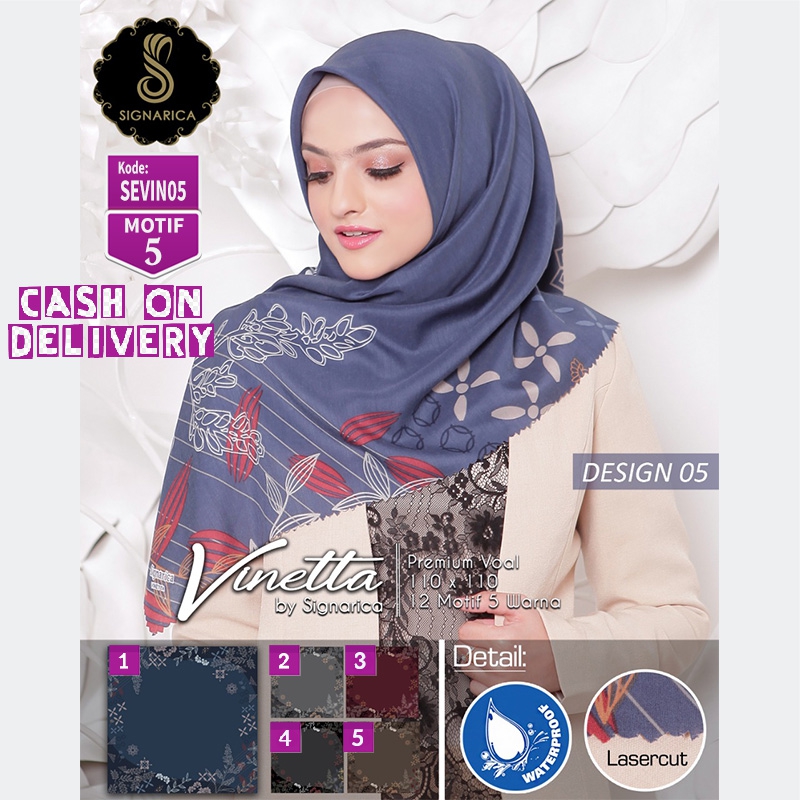 SIGNARICA
Kode:
SEVIN05
MOTIF
5
CASH ON
DELIVERY
DESIGN 05
Vinetta
by Signarica
Premium Voal
110 x 110
12 Motif 5 Warna
Signarica
1
2
3
4
5
Detail:
WATERPROOF
Lasercut